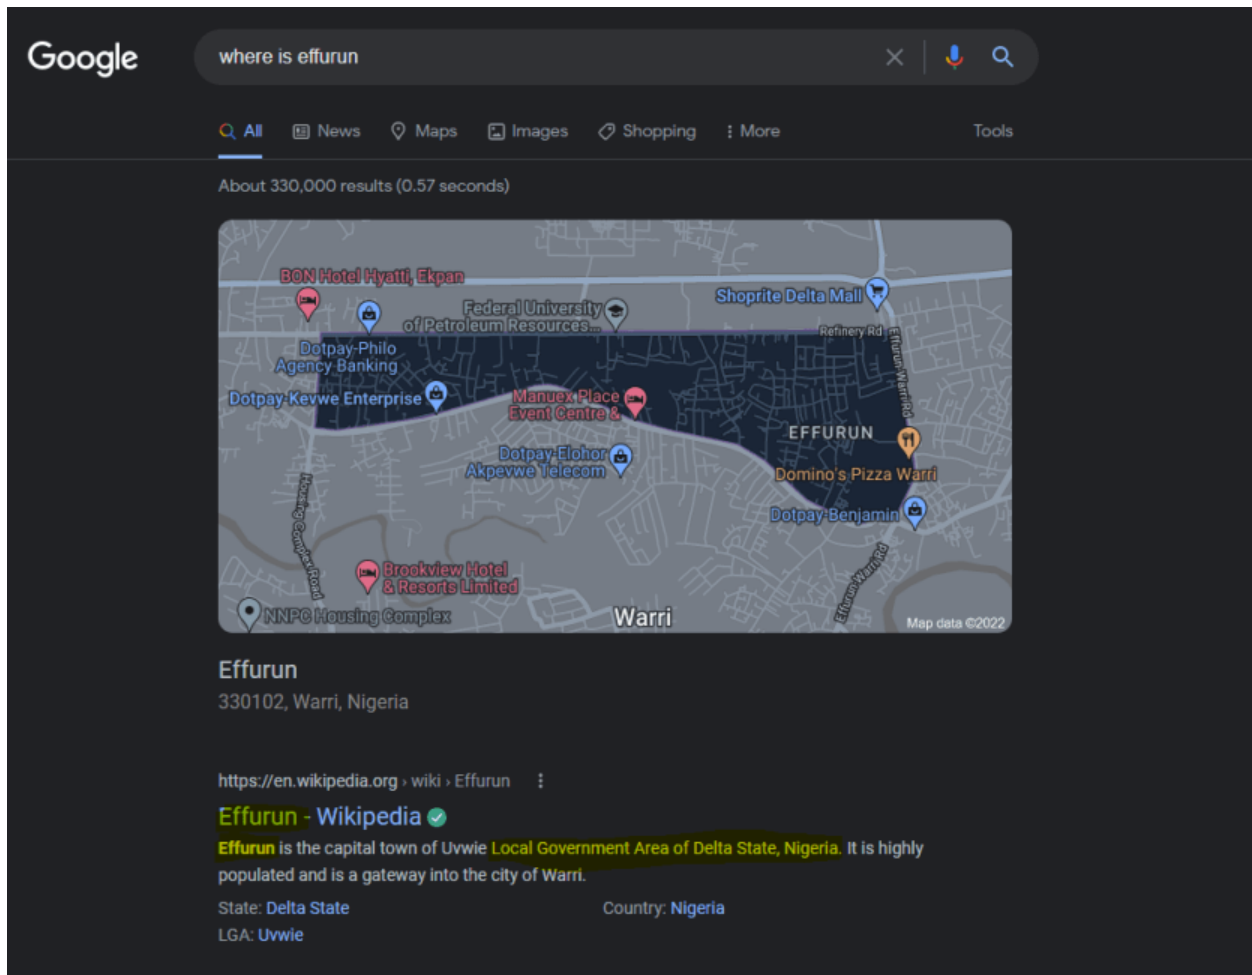 Google
where is effurun
All News Maps Images Shopping More Tools
About 330,000 results (0.57 seconds)
BON Hotel Hyatti, Ekpan
Shoprite Delta Mall
Federal University
of Petroleum Resources...
Refinery Rd
Effurun-Warri Rd
Dotpay-Philo
Agency Banking
Dotpay-Kevwe Enterprise
Manuex Place
Event Centre &
EFFURUN
Dotpay-Elohor
Akpevwe Telecom
Domino's Pizza Warri
Dotpay-Benjamin
Housing Complex Road
Brookview Hotel
& Resorts Limited
Effurun-Warri Rd
NNPC Housing Complex
Warri
Map data ©2022
Effurun
330102, Warri, Nigeria
https://en.wikipedia.org › wiki › Effurun
Effurun - Wikipedia
Effurun is the capital town of Uvwie Local Government Area of Delta State, Nigeria. It is highly
populated and is a gateway into the city of Warri.
State: Delta State Country: Nigeria
LGA: Uvwie